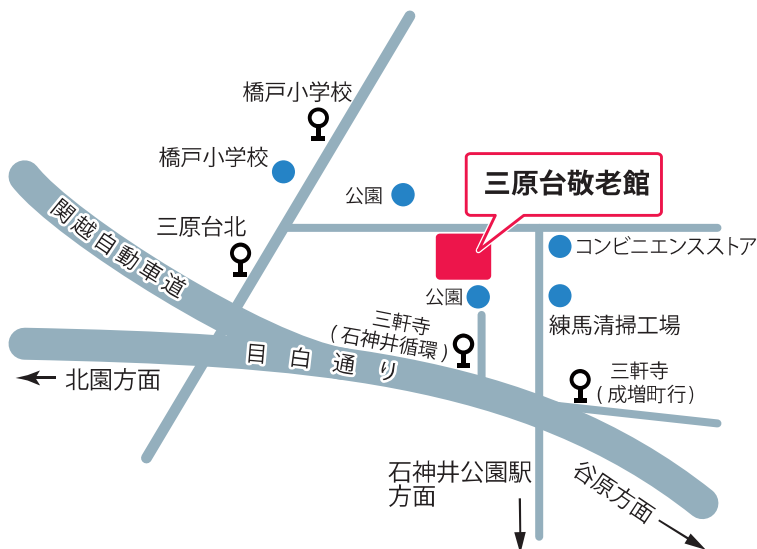 橋戸小学校
橋戸小学校
公園
三原台敬老館
三原台北
関越自動車道
コンビニエンスストア
公園
練馬清掃工場
三軒寺
(石神井循環)
目白通り
北園方面
三軒寺
(成増町行)
石神井公園駅
方面
谷原方面